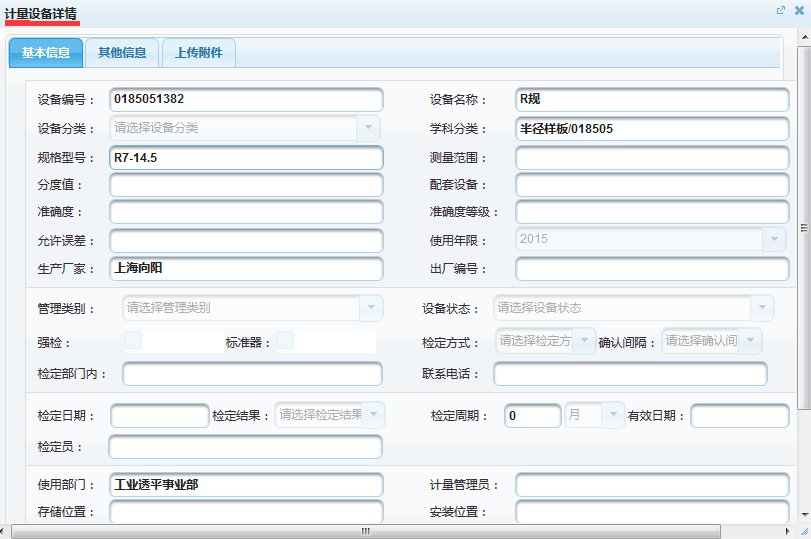 计量设备详情
基本信息 其他信息 上传附件
设备编号： 0185051382 设备名称： R规
设备分类： 请选择设备分类 学科分类： 半径样板/018505
规格型号： R7-14.5 测量范围：
分度值： 配套设备：
准确度： 准确度等级：
允许误差： 使用年限： 2015
生产厂家： 上海向阳 出厂编号：
管理类别： 请选择管理类别 设备状态： 请选择设备状态
强检： 标准器： 检定方式： 请选择检定方 确认间隔： 请选择确认间
检定部门内： 联系电话：
检定日期： 检定结果： 请选择检定结果 检定周期： 0 月 有效日期：
检定员：
使用部门： 工业透平事业部 计量管理员：
存储位置： 安装位置：